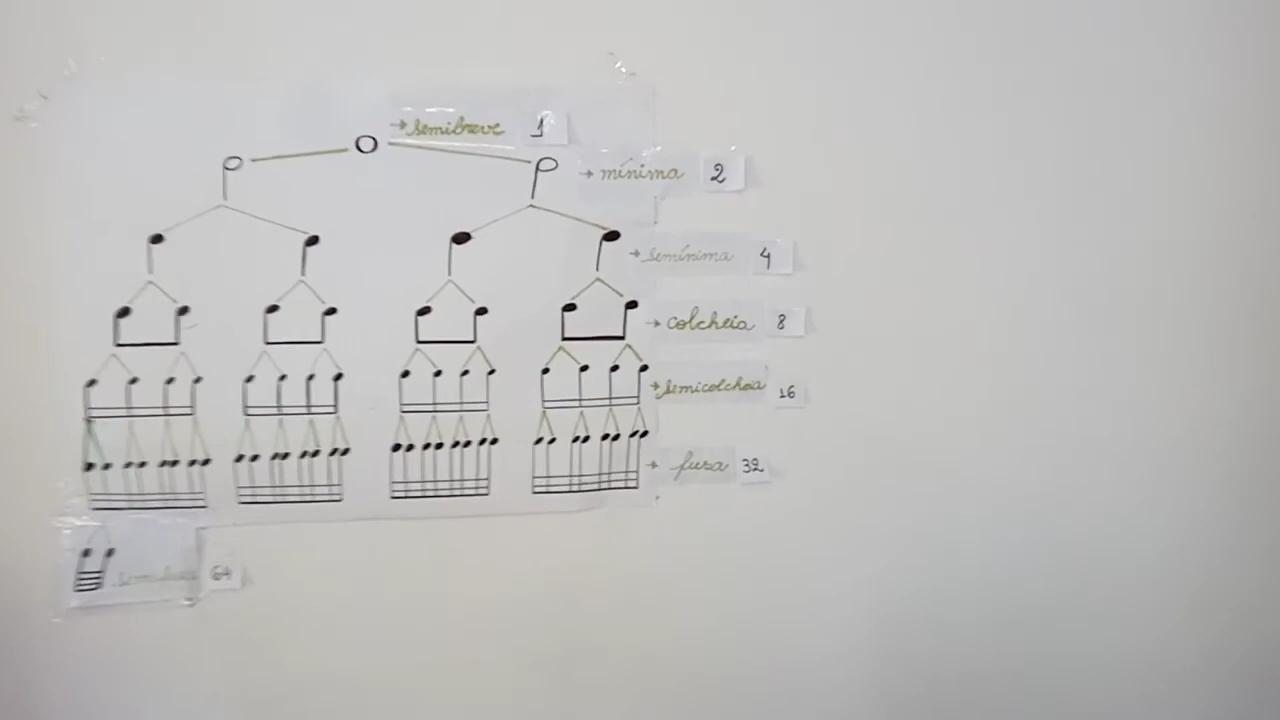 → semibreve 1
→ mínima 2
→ semínima 4
→ colcheia 8
→ semicolcheia 16
→ fusa 32
64